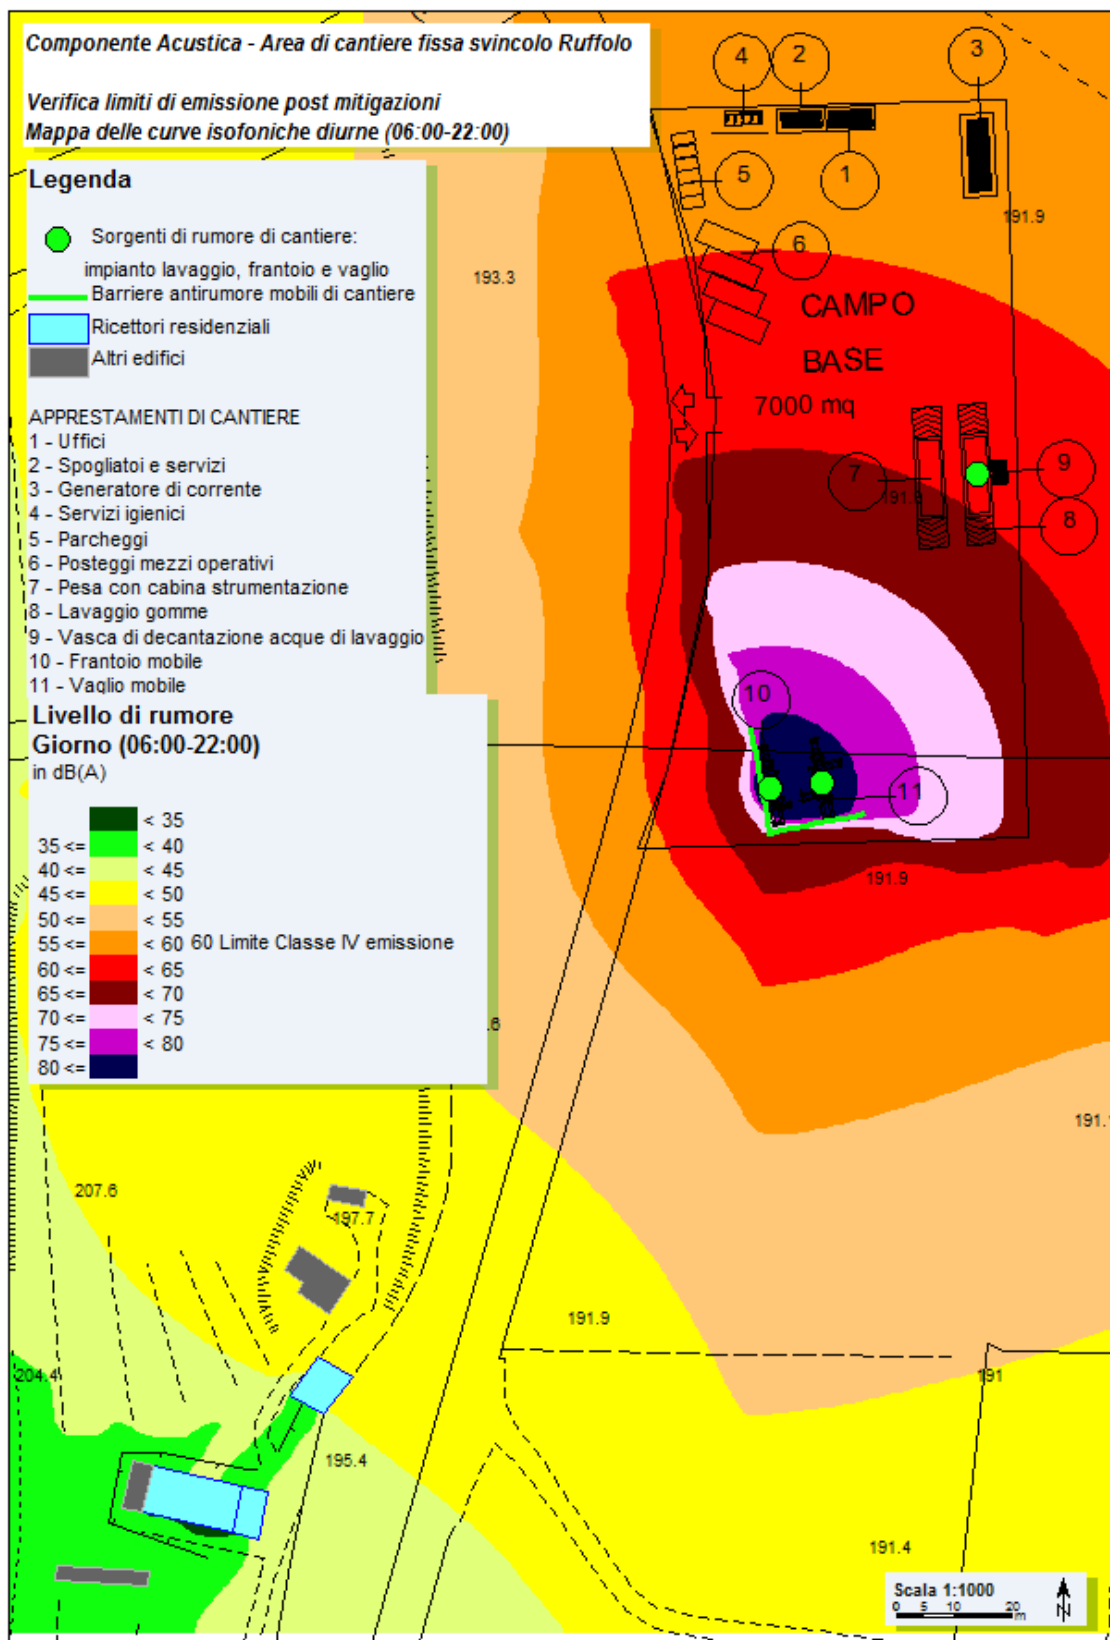 Componente Acustica - Area di cantiere fissa svincolo Ruffolo
Verifica limiti di emissione post mitigazioni
Mappa delle curve isofoniche diurne (06:00-22:00)
Legenda
Sorgenti di rumore di cantiere:
impianto lavaggio, frantoio e vaglio
Barriere antirumore mobili di cantiere
Ricettori residenziali
Altri edifici
APPRESTAMENTI DI CANTIERE
1 - Uffici
2 - Spogliatoi e servizi
3 - Generatore di corrente
4 - Servizi igienici
5 - Parcheggi
6 - Posteggi mezzi operativi
7 - Pesa con cabina strumentazione
8 - Lavaggio gomme
9 - Vasca di decantazione acque di lavaggio
10 - Frantoio mobile
11 - Vaglio mobile
Livello di rumore
Giorno (06:00-22:00)
in dB(A)
< 35
35 <= < 40
40 <= < 45
45 <= < 50
50 <= < 55
55 <= < 60 60 Limite Classe IV emissione
60 <= < 65
65 <= < 70
70 <= < 75
75 <= < 80
80 <=
4
2
3
5
1
191.9
6
193.3
CAMPO
BASE
7000 mq
7
9
8
10
11
191.9
.6
191.
207.6
197.7
191.9
204.4
191
195.4
191.4
Scala 1:1000
0 5 10 20
m
N